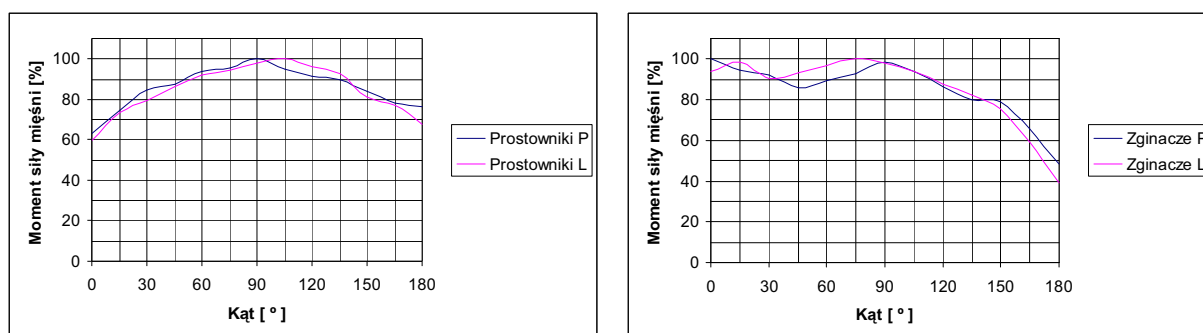 Moment siły mięśni [%]
100
80
60
40
20
0
0 30 60 90 120 150 180
Kąt [ º ]
Prostowniki P
Prostowniki L
Moment siły mięśni [%]
100
80
60
40
20
0
0 30 60 90 120 150 180
Kąt [ º ]
Zginacze P
Zginacze L